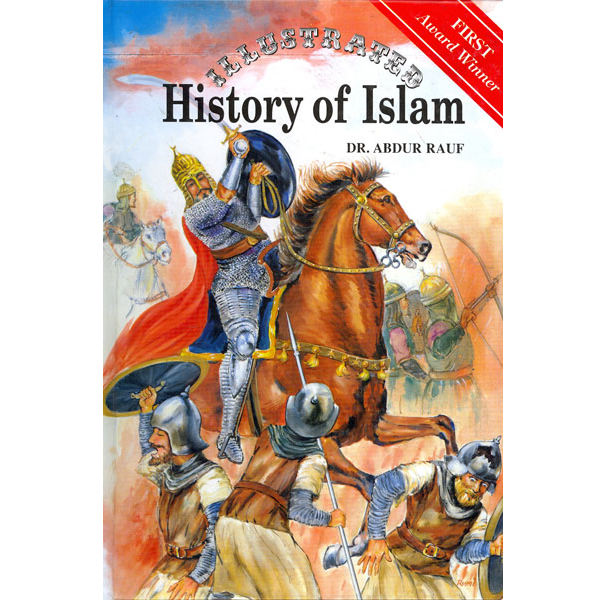 ILLUSTRATED
History of Islam
DR. ABDUR RAUF
FIRST
Award Winner